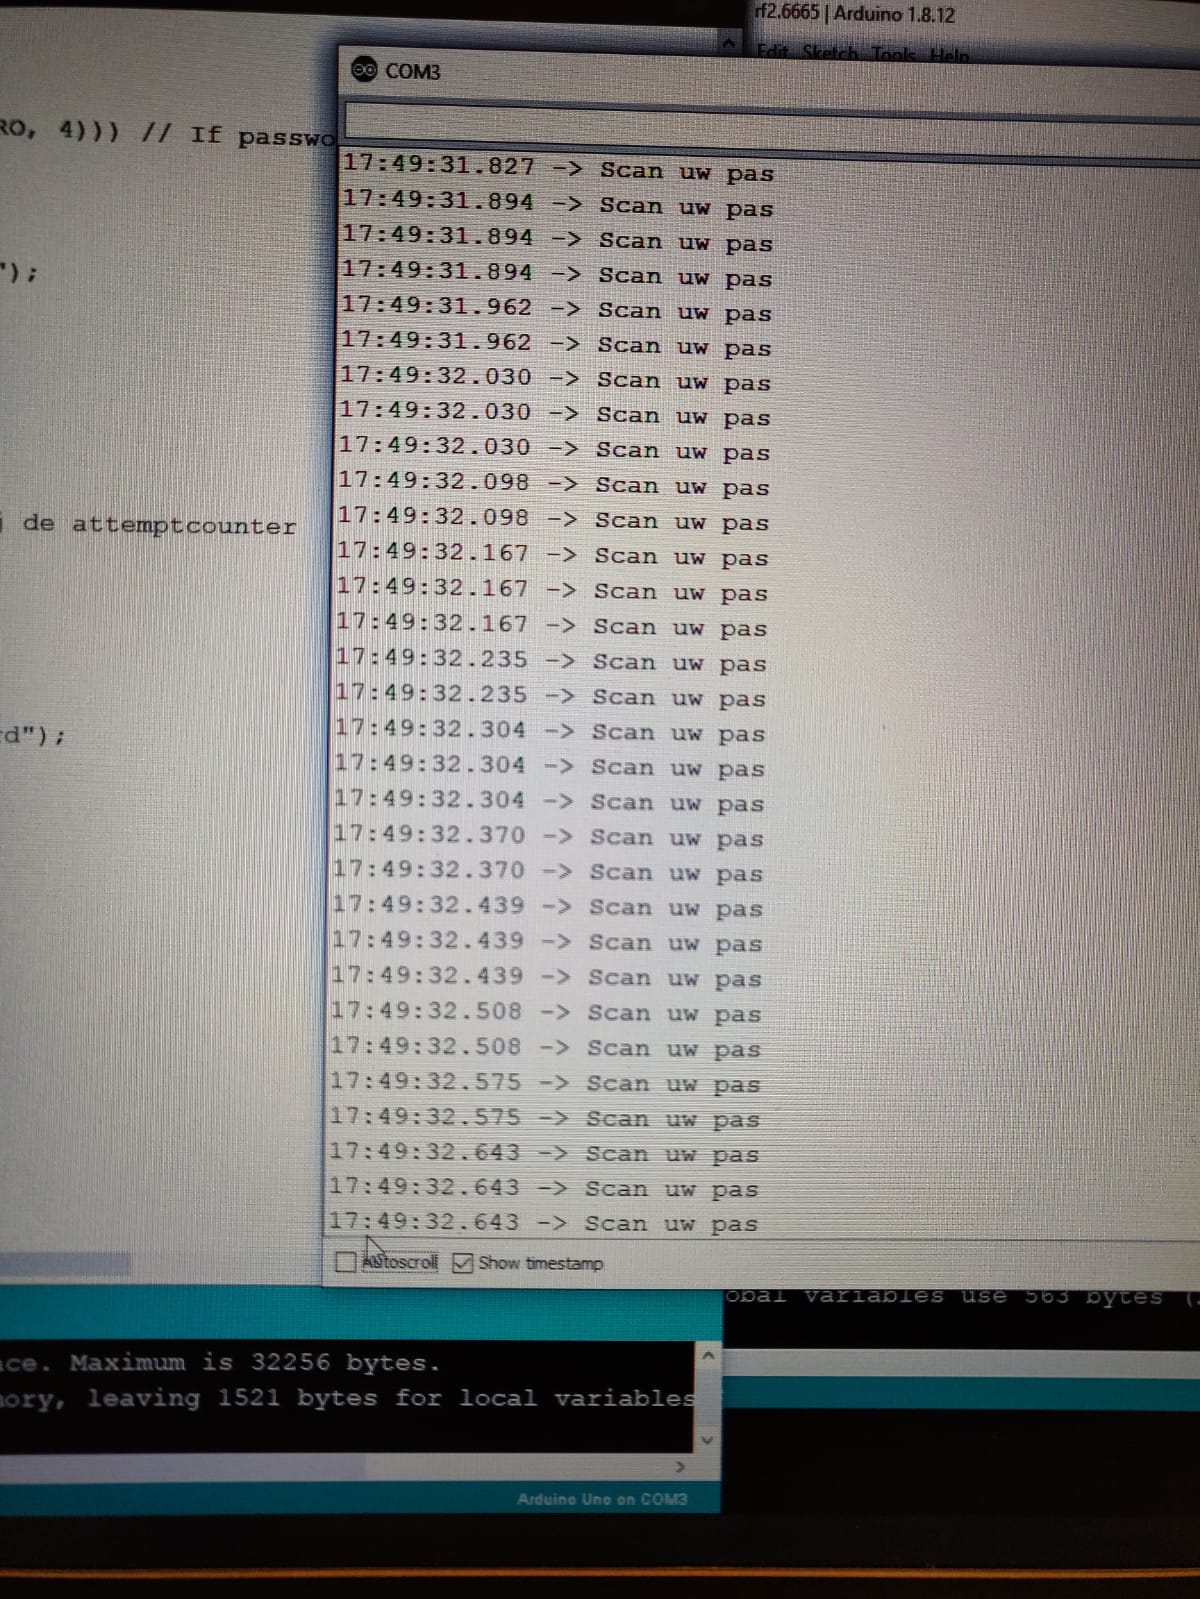 rf2.6665 | Arduino 1.8.12
Edit Sketch Tools Help
COM3
RO, 4))) // If passwo
17:49:31.827 -> Scan uw pas
17:49:31.894 -> Scan uw pas
17:49:31.894 -> Scan uw pas
17:49:31.894 -> Scan uw pas
");
17:49:31.962 -> Scan uw pas
17:49:31.962 -> Scan uw pas
17:49:32.030 -> Scan uw pas
17:49:32.030 -> Scan uw pas
17:49:32.030 -> Scan uw pas
17:49:32.098 -> Scan uw pas
17:49:32.098 -> Scan uw pas
de attemptcounter
17:49:32.167 -> Scan uw pas
17:49:32.167 -> Scan uw pas
17:49:32.167 -> Scan uw pas
17:49:32.235 -> Scan uw pas
17:49:32.235 -> Scan uw pas
17:49:32.304 -> Scan uw pas
rd");
17:49:32.304 -> Scan uw pas
17:49:32.304 -> Scan uw pas
17:49:32.370 -> Scan uw pas
17:49:32.370 -> Scan uw pas
17:49:32.439 -> Scan uw pas
17:49:32.439 -> Scan uw pas
17:49:32.439 -> Scan uw pas
17:49:32.508 -> Scan uw pas
17:49:32.508 -> Scan uw pas
17:49:32.575 -> Scan uw pas
17:49:32.575 -> Scan uw pas
17:49:32.643 -> Scan uw pas
17:49:32.643 -> Scan uw pas
17:49:32.643 -> Scan uw pas
Autoscroll Show timestamp
obal variables use 563 bytes (
ace. Maximum is 32256 bytes.
mory, leaving 1521 bytes for local variables
Arduino Uno on COM3